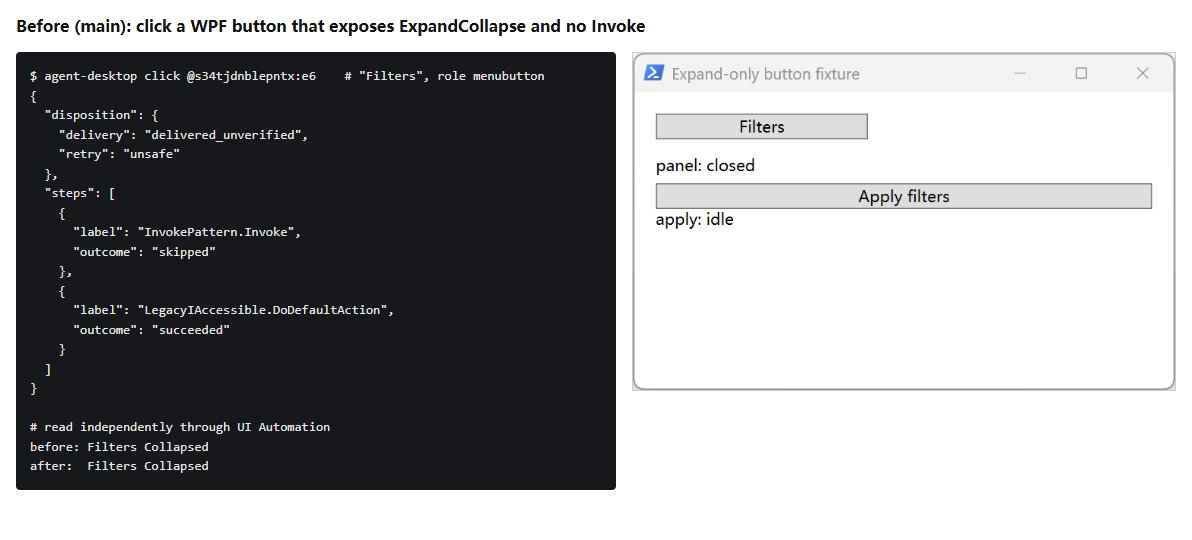 Before (main): click a WPF button that exposes ExpandCollapse and no Invoke
$ agent-desktop click @s34tjdnblepntx:e6    # "Filters", role menubutton
{
  "disposition": {
    "delivery": "delivered_unverified",
    "retry": "unsafe"
  },
  "steps": [
    {
      "label": "InvokePattern.Invoke",
      "outcome": "skipped"
    },
    {
      "label": "LegacyIAccessible.DoDefaultAction",
      "outcome": "succeeded"
    }
  ]
}
# read independently through UI Automation
before: Filters Collapsed
after:  Filters Collapsed
Expand-only button fixture
Filters
panel: closed
Apply filters
apply: idle